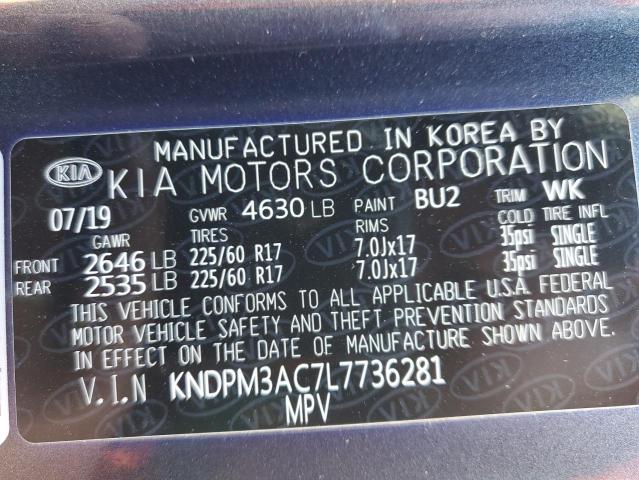 MANUFACTURED IN KOREA BY
KIA KIA MOTORS CORPORATION
07/19 GVWR 4630 LB PAINT BU2 TRIM WK
GAWR TIRES RIMS COLD TIRE INFL
FRONT 2646 LB 225/60 R17 7.0Jx17 35psi SINGLE
REAR 2535 LB 225/60 R17 7.0Jx17 35psi SINGLE
THIS VEHICLE CONFORMS TO ALL APPLICABLE U.S.A. FEDERAL
MOTOR VEHICLE SAFETY AND THEFT PREVENTION STANDARDS
IN EFFECT ON THE DATE OF MANUFACTURE SHOWN ABOVE.
V.I.N KNDPM3AC7L7736281
MPV